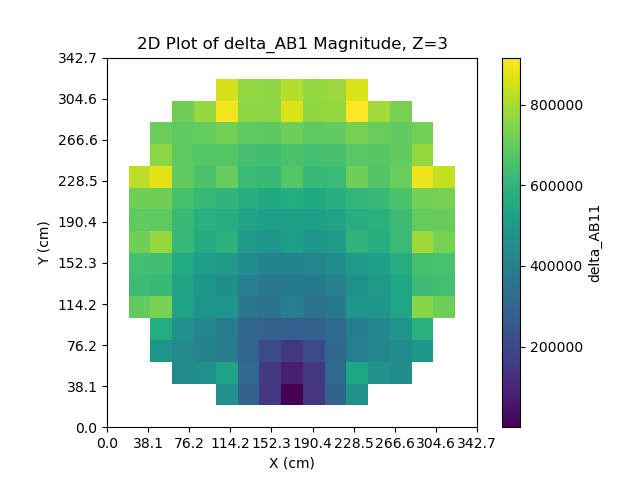 2D Plot of delta_AB1 Magnitude, Z=3
342.7
304.6
266.6
228.5
190.4
152.3
114.2
76.2
38.1
0.0
Y (cm)
0.0 38.1 76.2 114.2 152.3 190.4 228.5 266.6 304.6 342.7
X (cm)
800000
600000
400000
200000
delta_AB11